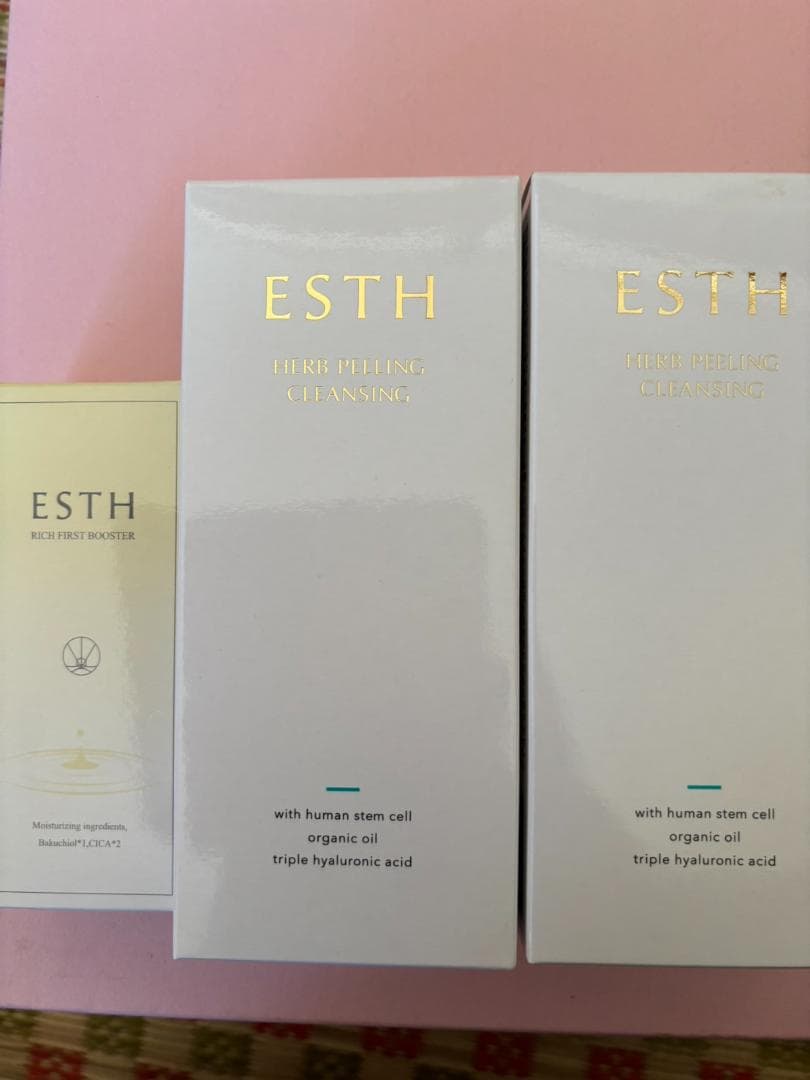 ESTH
RICH FIRST BOOSTER
Moisturizing ingredients,
Bakuchiol*1,CICA*2
ESTH
HERB PEELING
CLEANSING
with human stem cell
organic oil
triple hyaluronic acid
ESTH
HERB PEELING
CLEANSING
with human stem cell
organic oil
triple hyaluronic acid